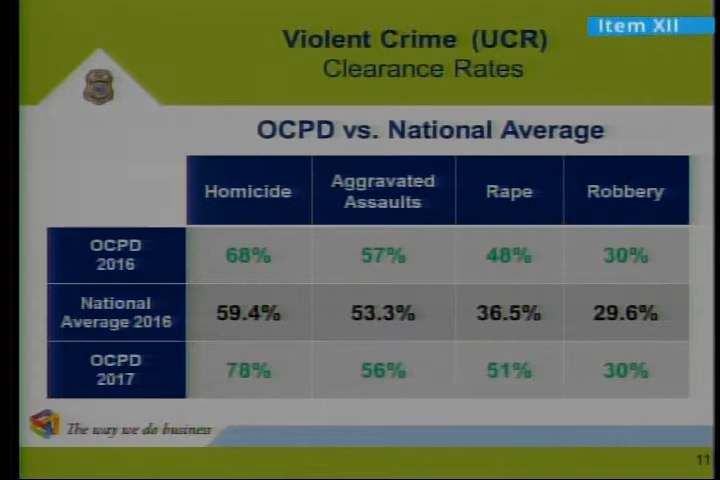 Item XII
Violent Crime (UCR)
Clearance Rates
OCPD vs. National Average
Homicide
Aggravated
Assaults
Rape
Robbery
OCPD
2016
68%
57%
48%
30%
National
Average 2016
59.4%
53.3%
36.5%
29.6%
OCPD
2017
78%
56%
51%
30%
The way we do business
11